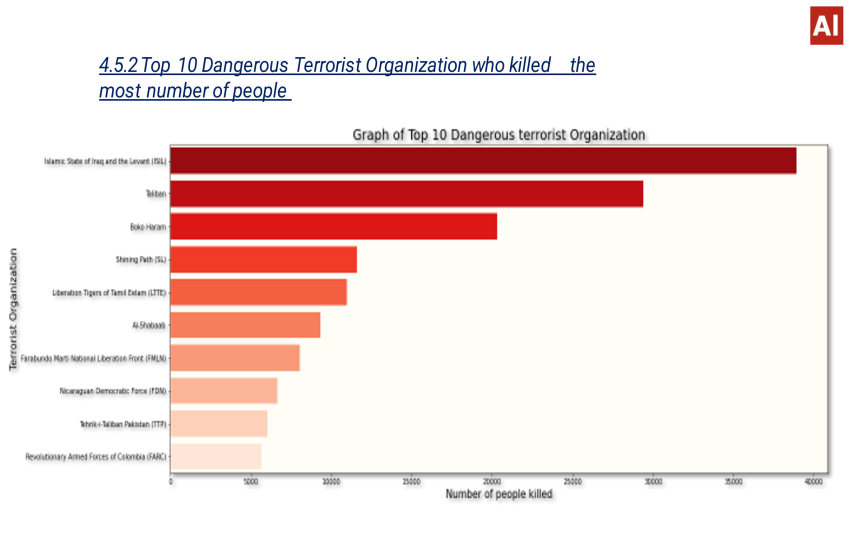 AI
4.5.2 Top 10 Dangerous Terrorist Organization who killed the
most number of people
Graph of Top 10 Dangerous terrorist Organization
Terrorist Organization
Islamic State of Iraq and the Levant (ISIL)
Taliban
Boko Haram
Shining Path (SL)
Liberation Tigers of Tamil Eelam (LTTE)
Al-Shabaab
Farabundo Marti National Liberation Front (FMLN)
Nicaraguan Democratic Force (FDN)
Tehrik-i-Taliban Pakistan (TTP)
Revolutionary Armed Forces of Colombia (FARC)
0 5000 10000 15000 20000 25000 30000 35000 40000
Number of people killed